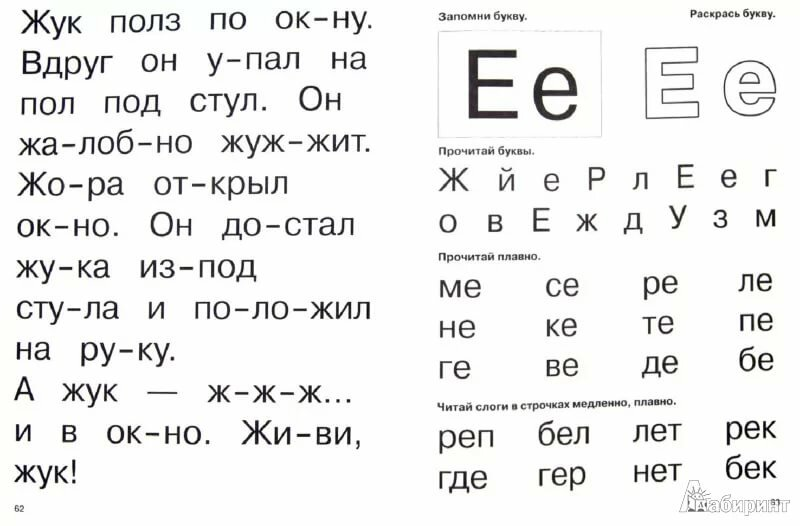 Жук полз по ок-ну.
Вдруг он у-пал на
пол под стул. Он
жа-лоб-но жуж-жит.
Жо-ра от-крыл
ок-но. Он до-стал
жу-ка из-под
сту-ла и по-ло-жил
на ру-ку.
А жук — ж-ж-ж...
и в ок-но. Жи-ви,
жук!
62
Запомни букву.
Раскрась букву.
Ее
Ее
Прочитай буквы.
Ж й е Р л Е е г
о в Е ж д У з м
Прочитай плавно.
ме се ре ле
не ке те пе
ге ве де бе
Читай слоги в строчках медленно, плавно.
реп бел лет рек
где гер нет бек
63
Лабиринт